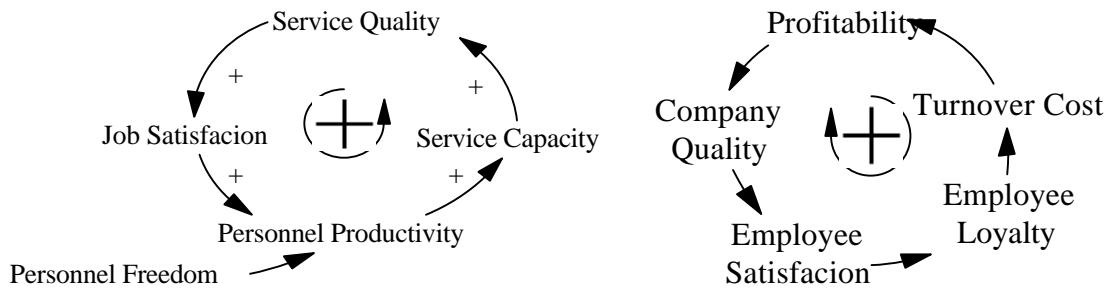 Service Quality
+
+
Job Satisfacion
Service Capacity
+
+
Personnel Productivity
Personnel Freedom
Profitability
Company
Quality
Turnover Cost
Employee
Loyalty
Employee
Satisfacion